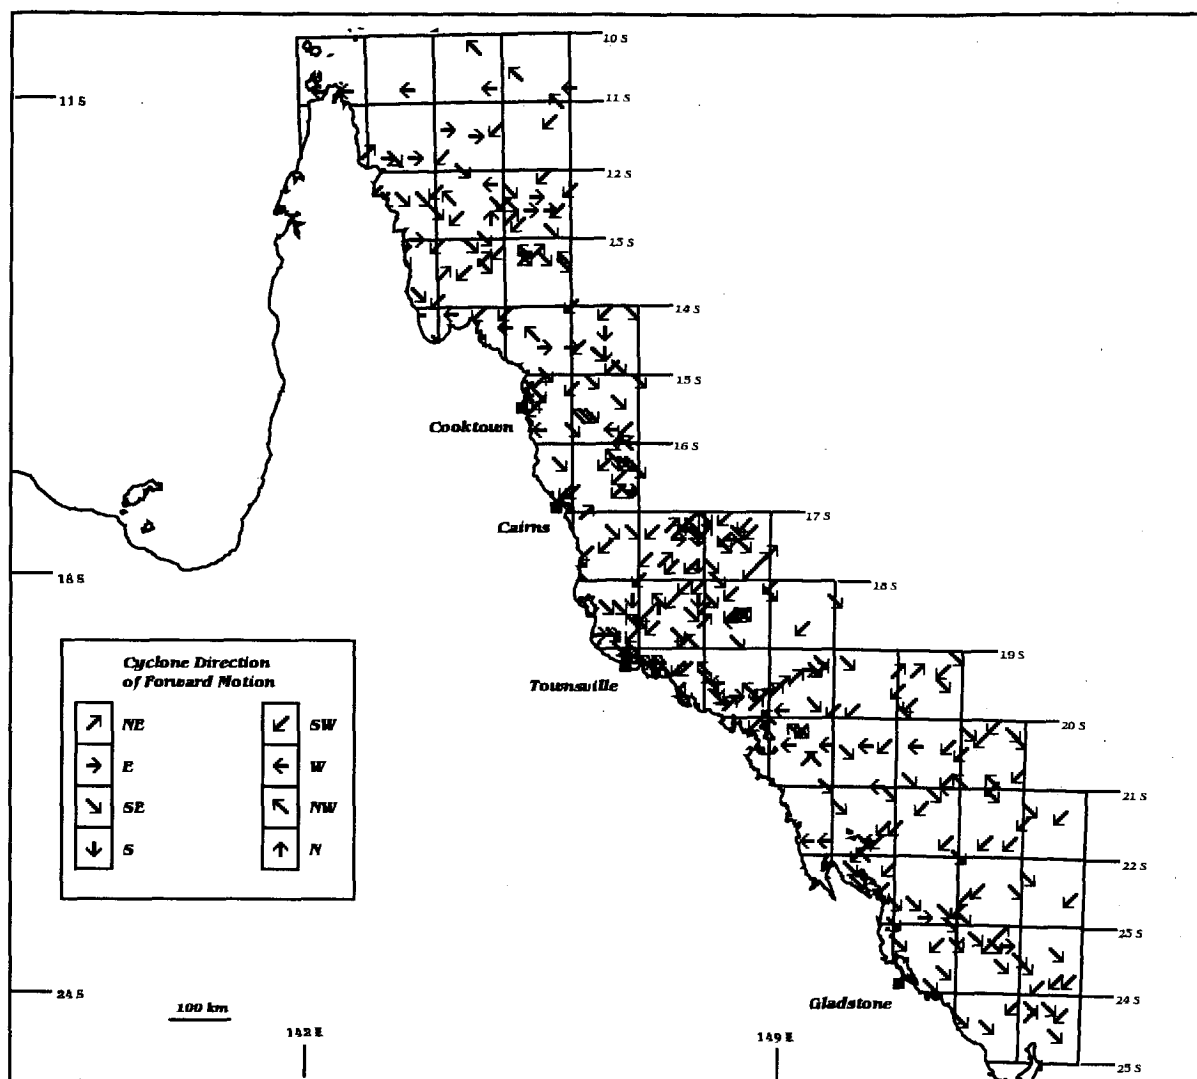 10 S
11 S
11 S
12 S
13 S
14 S
15 S
Cooktown
16 S
Cairns
17 S
18 S
18 S
19 S
Townsville
20 S
21 S
22 S
23 S
24 S
24 S
Gladstone
25 S
Cyclone Direction
of Forward Motion
NE
SW
E
W
SE
NW
S
N
100 km
142 E
149 E